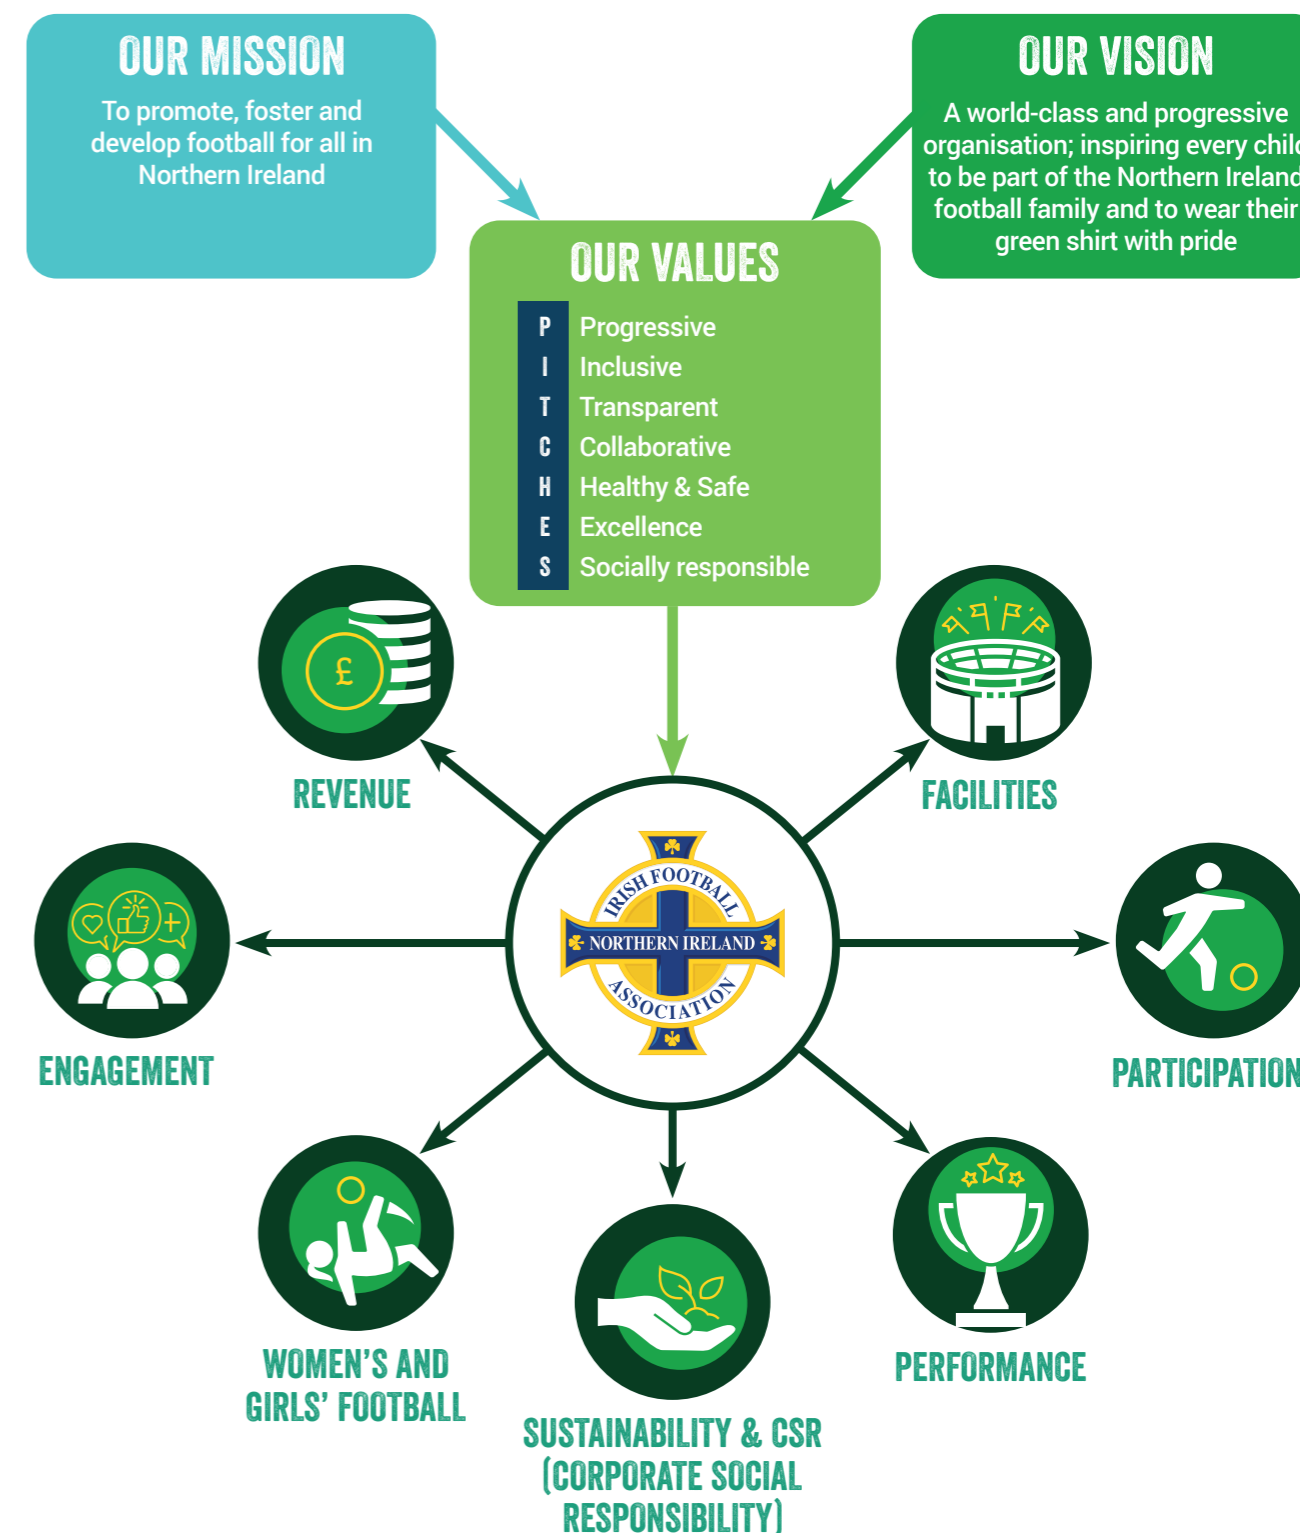 OUR MISSION
To promote, foster and
develop football for all in
Northern Ireland
OUR VISION
A world-class and progressive
organisation; inspiring every child
to be part of the Northern Ireland
football family and to wear their
green shirt with pride
OUR VALUES
P Progressive
I Inclusive
T Transparent
C Collaborative
H Healthy & Safe
E Excellence
S Socially responsible
£
REVENUE
FACILITIES
IRISH FOOTBALL
NORTHERN IRELAND
ASSOCIATION
ENGAGEMENT
PARTICIPATION
WOMEN'S AND
GIRLS' FOOTBALL
PERFORMANCE
SUSTAINABILITY & CSR
(CORPORATE SOCIAL
RESPONSIBILITY)